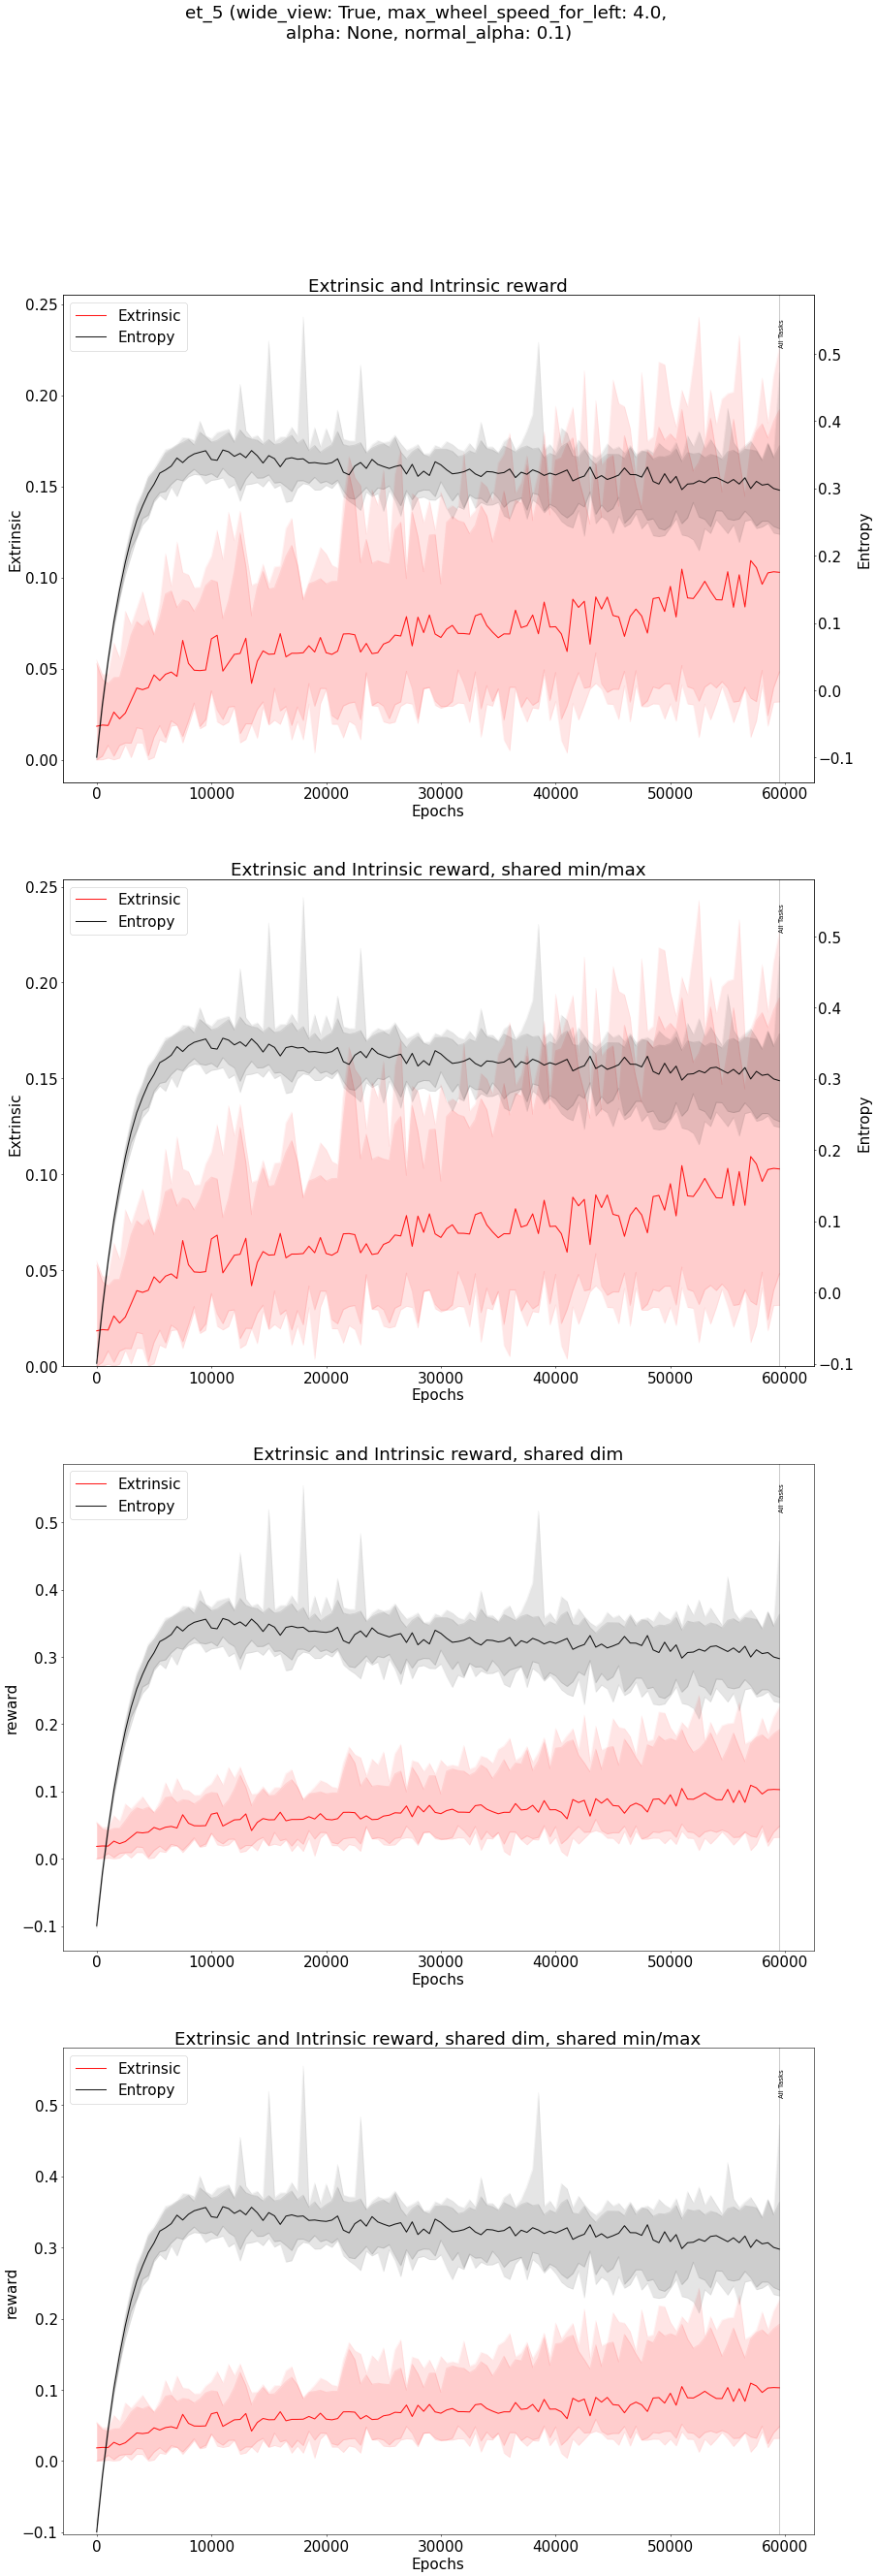 et_5 (wide_view: True, max_wheel_speed_for_left: 4.0,
alpha: None, normal_alpha: 0.1)
Extrinsic and Intrinsic reward
Extrinsic
Entropy
All Tasks
0.25
0.20
0.15
0.10
0.05
0.00
Extrinsic
0.5
0.4
0.3
0.2
0.1
0.0
−0.1
Entropy
0 10000 20000 30000 40000 50000 60000
Epochs
Extrinsic and Intrinsic reward, shared min/max
Extrinsic
Entropy
All Tasks
0.25
0.20
0.15
0.10
0.05
0.00
Extrinsic
0.5
0.4
0.3
0.2
0.1
0.0
−0.1
Entropy
0 10000 20000 30000 40000 50000 60000
Epochs
Extrinsic and Intrinsic reward, shared dim
Extrinsic
Entropy
All Tasks
0.5
0.4
0.3
0.2
0.1
0.0
−0.1
reward
0 10000 20000 30000 40000 50000 60000
Epochs
Extrinsic and Intrinsic reward, shared dim, shared min/max
Extrinsic
Entropy
All Tasks
0.5
0.4
0.3
0.2
0.1
0.0
−0.1
reward
0 10000 20000 30000 40000 50000 60000
Epochs